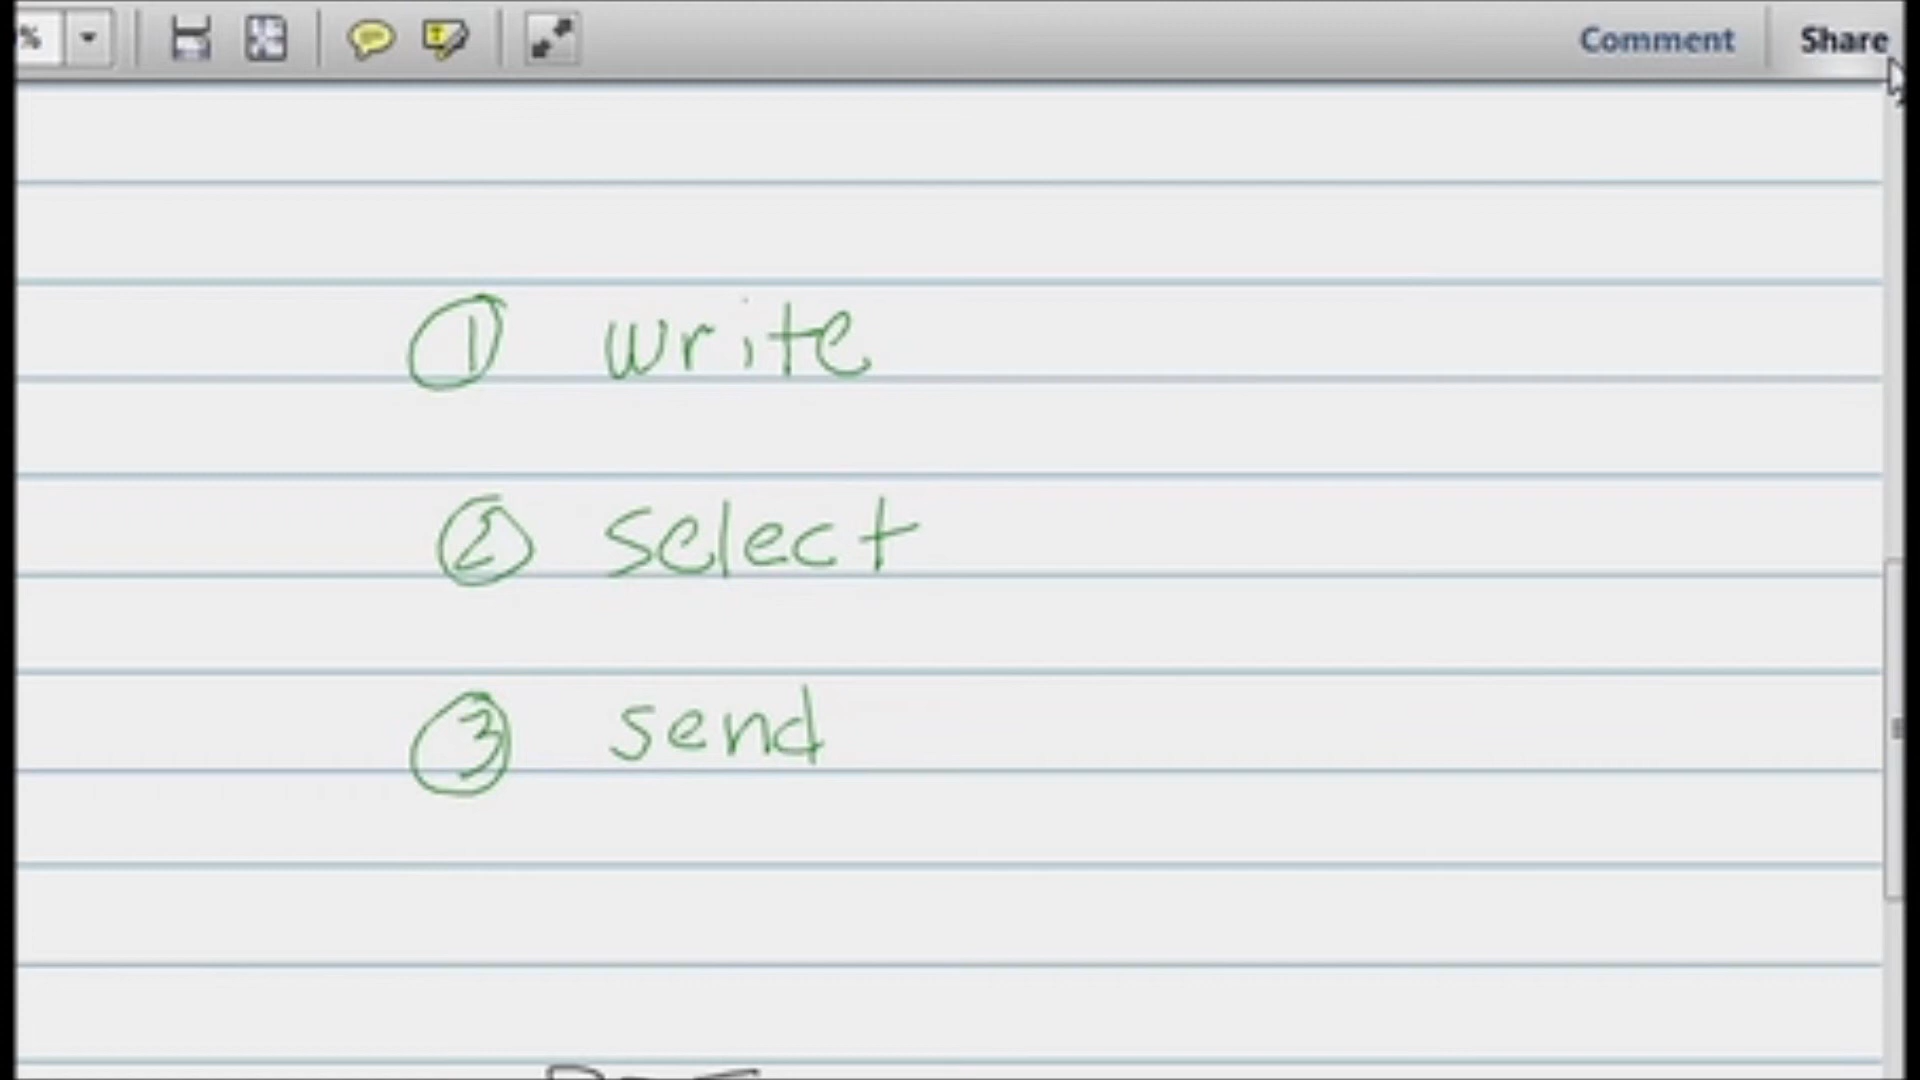 %
Comment Share
① write
② select
③ send